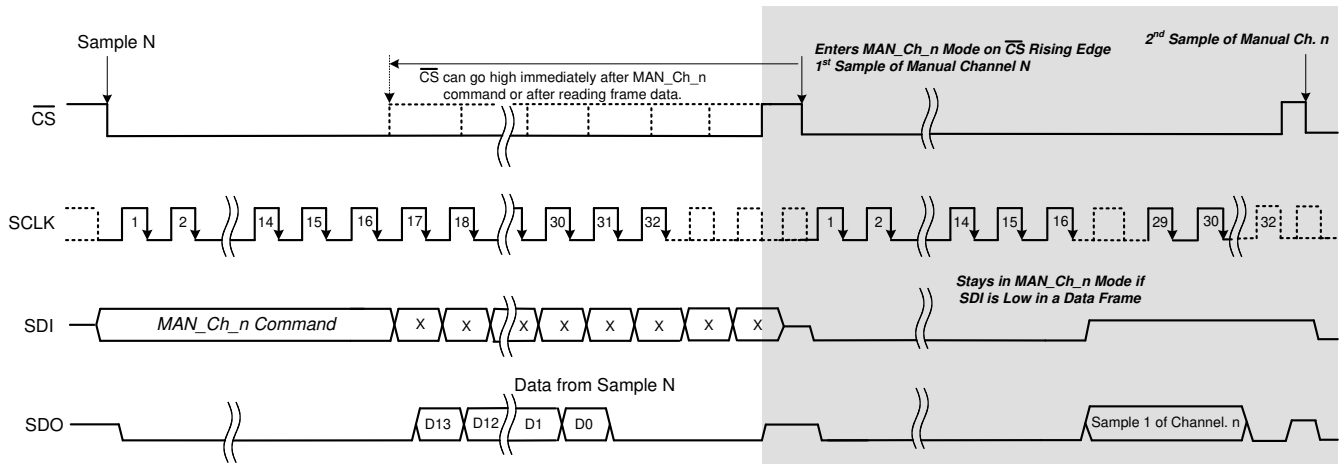 Sample N
Enters MAN_Ch_n Mode on CS Rising Edge
1st Sample of Manual Channel N
2nd Sample of Manual Ch. n
CS can go high immediately after MAN_Ch_n
command or after reading frame data.
CS
SCLK
1 2 14 15 16 17 18 30 31 32 1 2 14 15 16 29 30 32
Stays in MAN_Ch_n Mode if
SDI is Low in a Data Frame
SDI
MAN_Ch_n Command
X X X X X X X X
Data from Sample N
SDO
D13 D12 D1 D0
Sample 1 of Channel. n